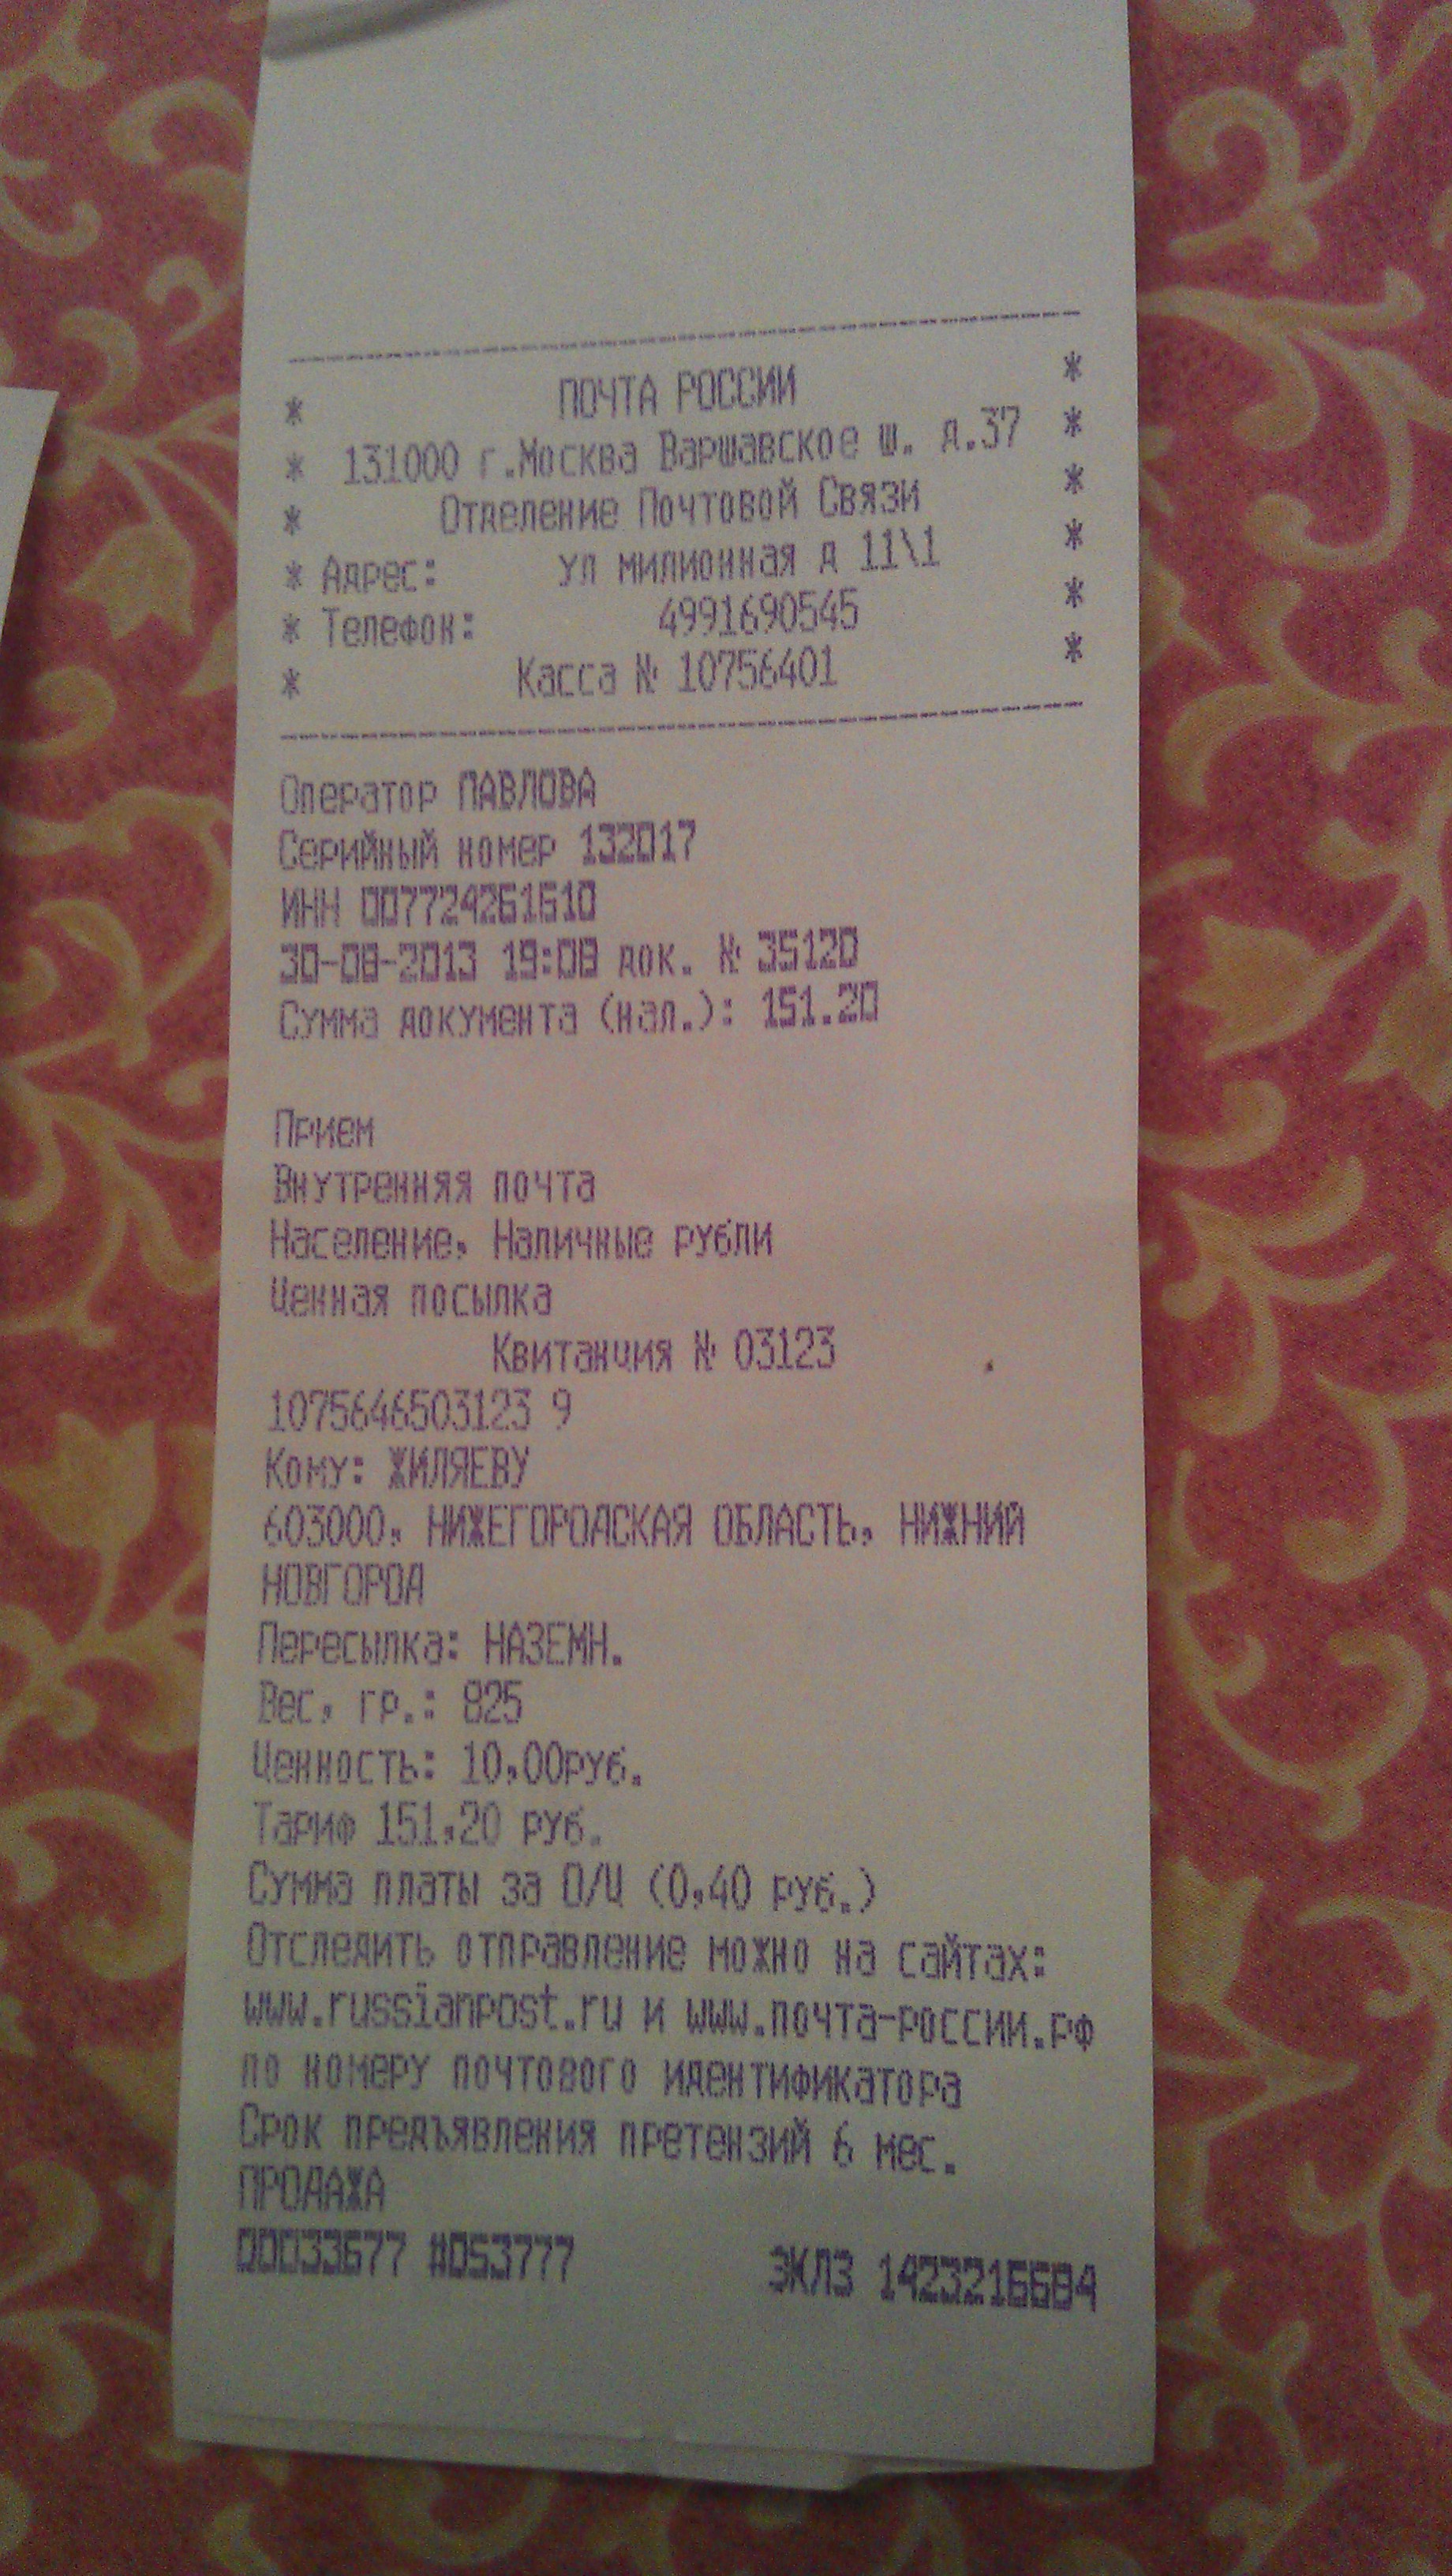 * ПОЧТА РОССИИ *
* 131000 г.Москва Варшавское ш. д.37 *
* Отделение Почтовой Связи *
* Адрес: ул милионная д 11\1 *
* Телефон: 4991690545 *
* Касса № 10756401 *
Оператор ПАВЛОВА
Серийный номер 132017
ИНН 007724261610
30-08-2013 19:08 док. № 35120
Сумма документа (нал.): 151.20
Прием
Внутренняя почта
Население, Наличные рубли
Ценная посылка
Квитанция № 03123
1075646503123 9
Кому: ЖИЛЯЕВУ
603000, НИЖЕГОРОДСКАЯ ОБЛАСТЬ, НИЖНИЙ
НОВГОРОД
Пересылка: НАЗЕМН.
Вес, гр.: 825
Ценность: 10,00руб.
Тариф 151,20 руб.
Сумма платы за О/Ц (0,40 руб.)
Отследить отправление можно на сайтах:
www.russianpost.ru и www.почта-россии.рф
по номеру почтового идентификатора
Срок предъявления претензий 6 мес.
ПРОДАЖА
00033677 #053777 ЭКЛЗ 1423216684